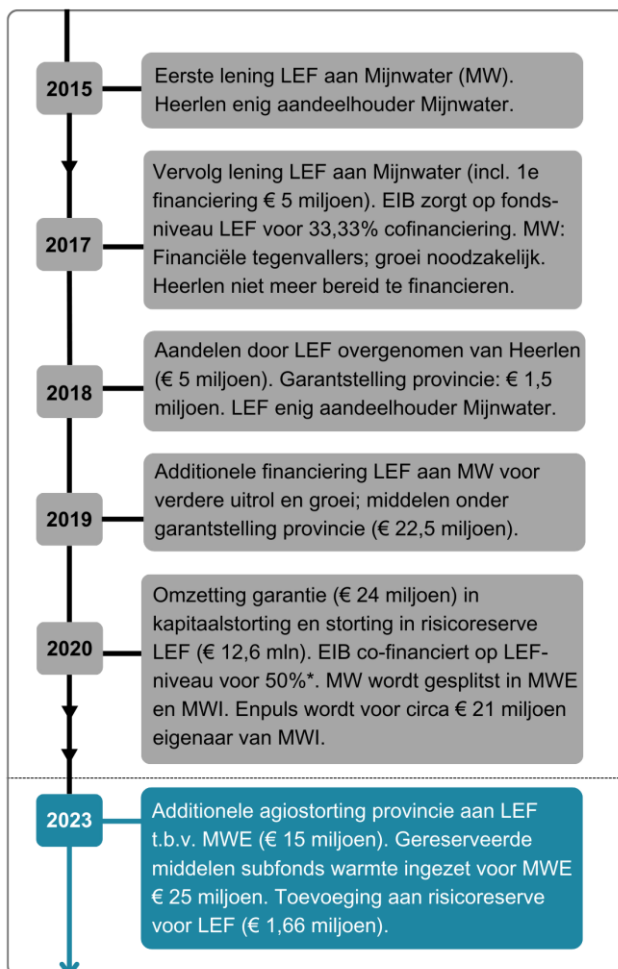 2015
Eerste lening LEF aan Mijnwater (MW).
Heerlen enig aandeelhouder Mijnwater.
2017
Vervolg lening LEF aan Mijnwater (incl. 1e
financiering € 5 miljoen). EIB zorgt op fonds-
niveau LEF voor 33,33% cofinanciering. MW:
Financiële tegenvallers; groei noodzakelijk.
Heerlen niet meer bereid te financieren.
2018
Aandelen door LEF overgenomen van Heerlen
(€ 5 miljoen). Garantstelling provincie: € 1,5
miljoen. LEF enig aandeelhouder Mijnwater.
2019
Additionele financiering LEF aan MW voor
verdere uitrol en groei; middelen onder
garantstelling provincie (€ 22,5 miljoen).
2020
Omzetting garantie (€ 24 miljoen) in
kapitaalstorting en storting in risicoreserve
LEF (€ 12,6 mln). EIB co-financiert op LEF-
niveau voor 50%*. MW wordt gesplitst in MWE
en MWI. Enpuls wordt voor circa € 21 miljoen
eigenaar van MWI.
2023
Additionele agiostorting provincie aan LEF
t.b.v. MWE (€ 15 miljoen). Gereserveerde
middelen subfonds warmte ingezet voor MWE
€ 25 miljoen. Toevoeging aan risicoreserve
voor LEF (€ 1,66 miljoen).